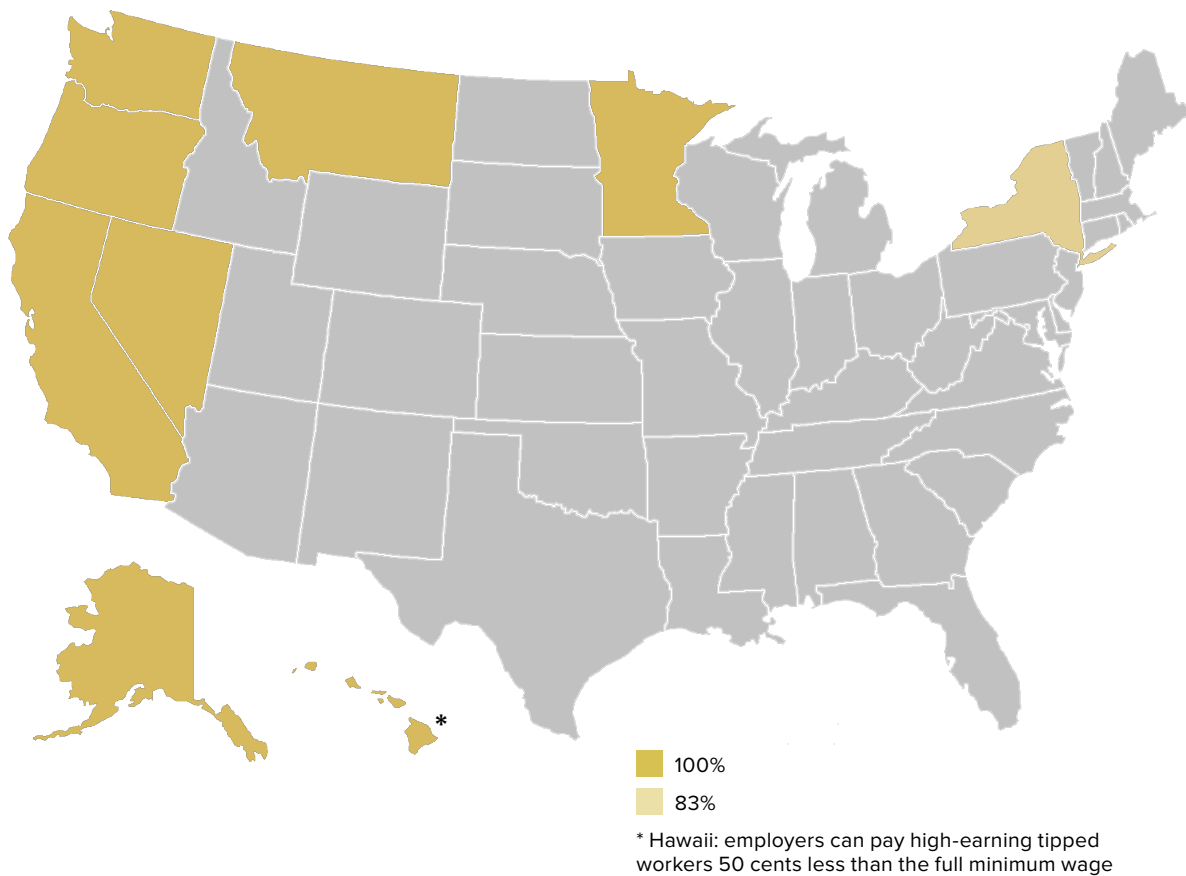 *
100%
83%
* Hawaii: employers can pay high-earning tipped
workers 50 cents less than the full minimum wage